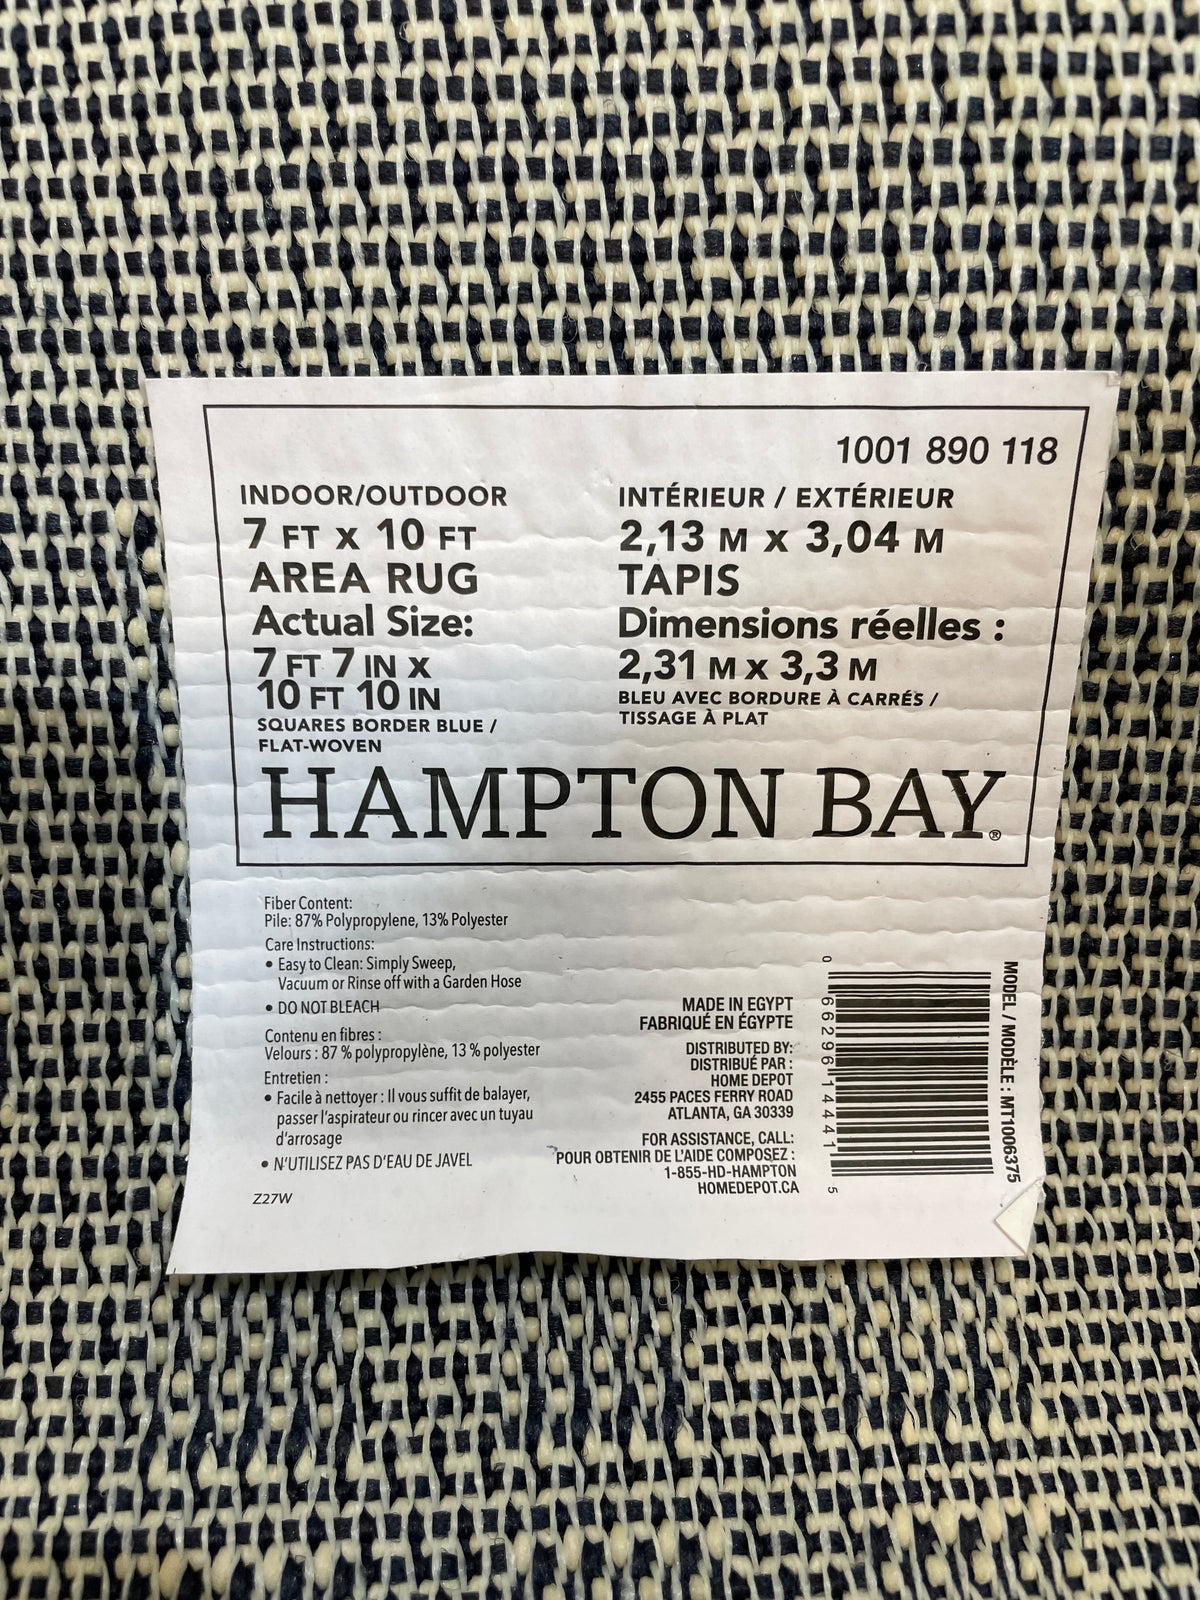 1001 890 118
INDOOR/OUTDOOR
7 FT X 10 FT
AREA RUG
Actual Size:
7 FT 7 IN X
10 FT 10 IN
SQUARES BORDER BLUE /
FLAT-WOVEN
INTÉRIEUR / EXTÉRIEUR
2,13 M X 3,04 M
TAPIS
Dimensions réelles :
2,31 M X 3,3 M
BLEU AVEC BORDURE À CARRÉS /
TISSAGE À PLAT
HAMPTON BAY®
Fiber Content:
Pile: 87% Polypropylene, 13% Polyester
Care Instructions:
• Easy to Clean: Simply Sweep,
Vacuum or Rinse off with a Garden Hose
• DO NOT BLEACH
Contenu en fibres :
Velours : 87 % polypropylène, 13 % polyester
Entretien :
• Facile à nettoyer : Il vous suffit de balayer,
passer l'aspirateur ou rincer avec un tuyau
d'arrosage
• N'UTILISEZ PAS D'EAU DE JAVEL
Z27W
MADE IN EGYPT
FABRIQUÉ EN ÉGYPTE
DISTRIBUTED BY:
DISTRIBUÉ PAR :
HOME DEPOT
2455 PACES FERRY ROAD
ATLANTA, GA 30339
FOR ASSISTANCE, CALL:
POUR OBTENIR DE L'AIDE COMPOSEZ :
1-855-HD-HAMPTON
HOMEDEPOT.CA
0 66296 14441 5
MODEL / MODÈLE : MT1006375